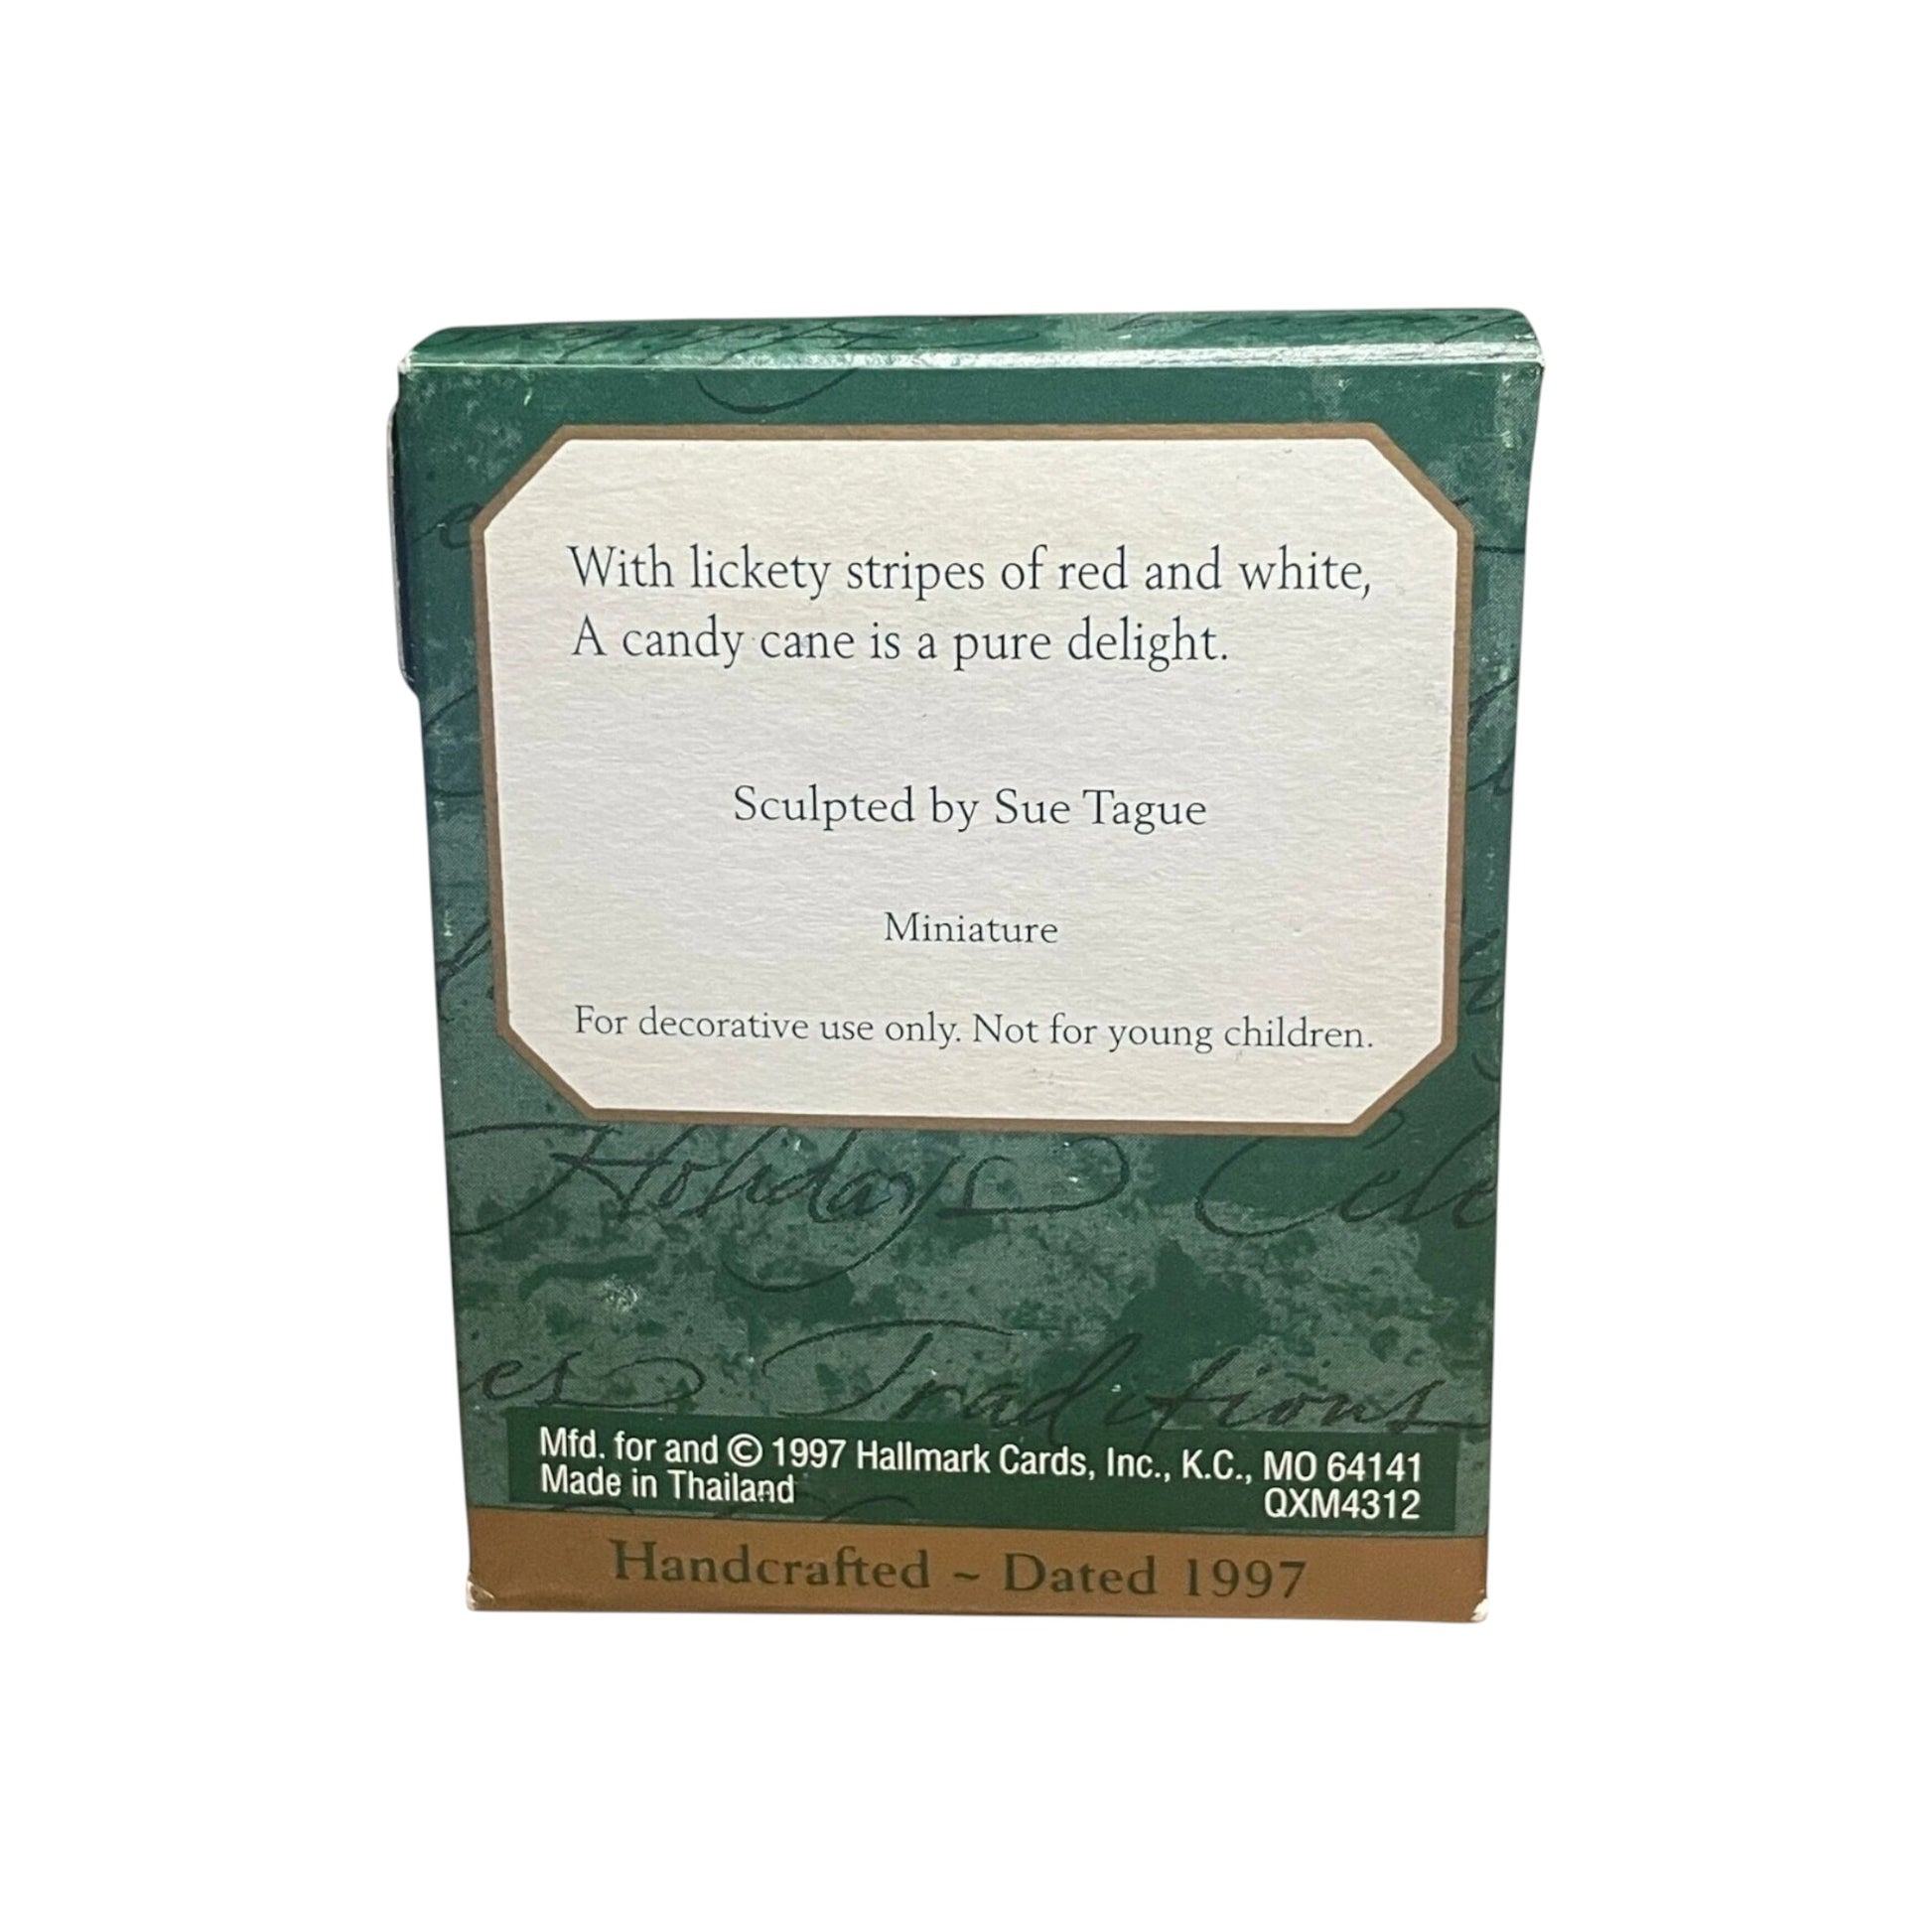 With lickety stripes of red and white,
A candy cane is a pure delight.
Sculpted by Sue Tague
Miniature
For decorative use only. Not for young children.
Holidays Cele
es Traditions
Mfd. for and © 1997 Hallmark Cards, Inc., K.C., MO 64141
Made in Thailand QXM4312
Handcrafted ~ Dated 1997